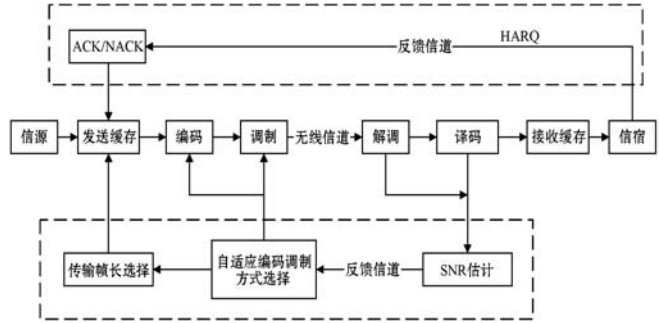 HARQ
ACK/NACK
反馈信道
信源
发送缓存
编码
调制
无线信道
解调
译码
接收缓存
信宿
传输帧长选择
自适应编码调制
方式选择
反馈信道
SNR估计